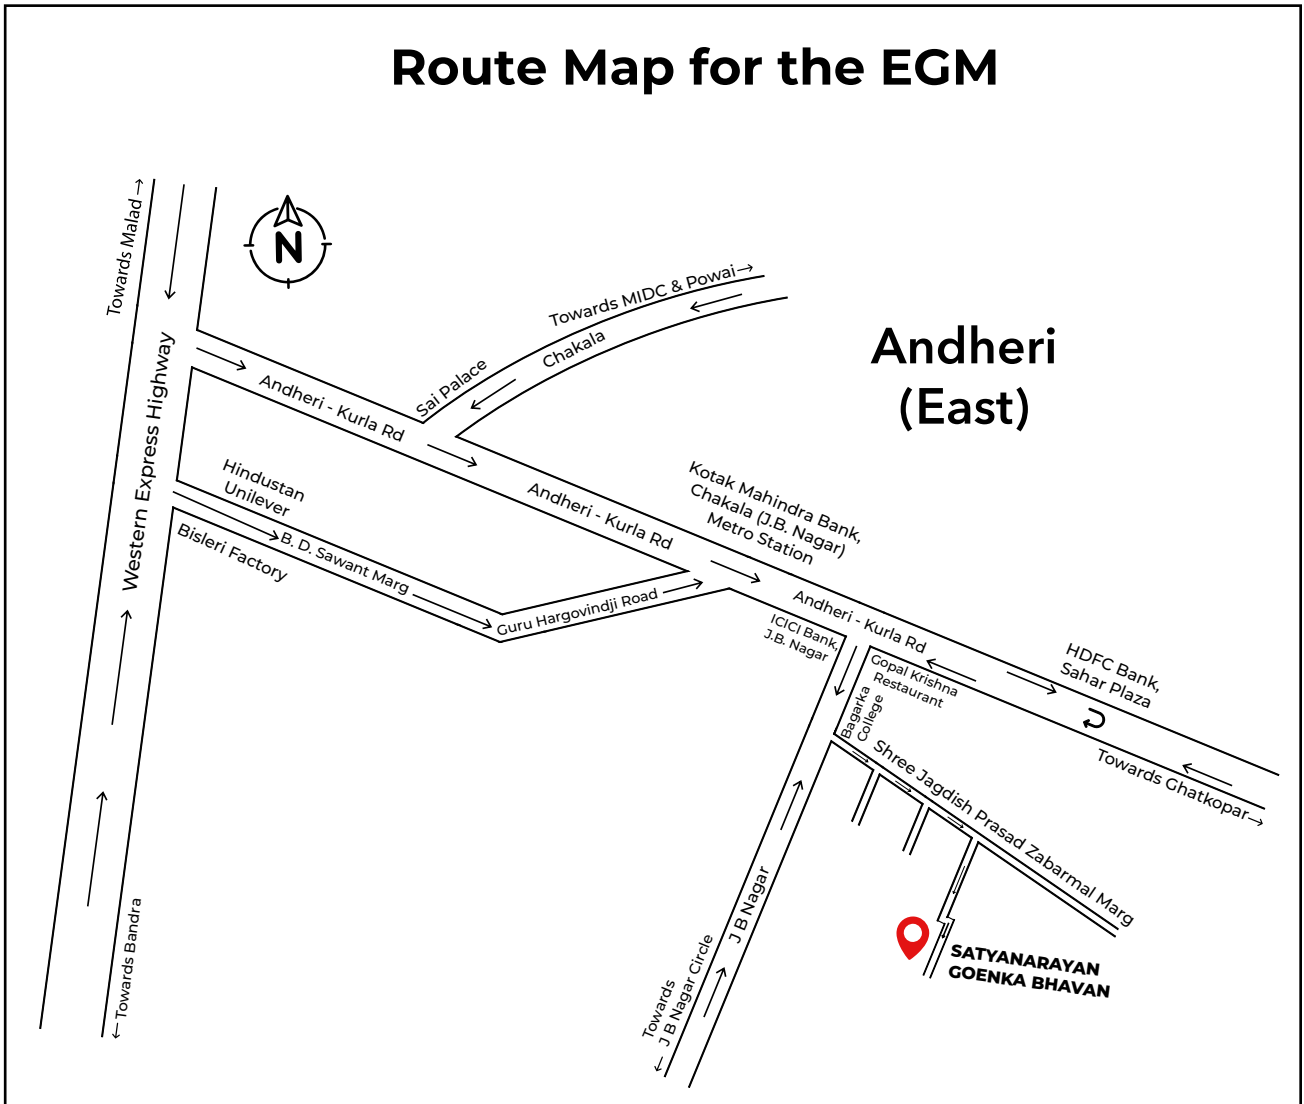 Route Map for the EGM
Towards Malad
N
Towards MIDC & Powai
Chakala
Sai Palace
Andheri
(East)
Andheri - Kurla Rd
Western Express Highway
Hindustan
Unilever
Bisleri Factory
B. D. Sawant Marg
Guru Hargovindji Road
Andheri - Kurla Rd
Kotak Mahindra Bank,
Chakala (J.B. Nagar)
Metro Station
Andheri - Kurla Rd
ICICI Bank,
J.B. Nagar
Gopal Krishna
Restaurant
HDFC Bank,
Sahar Plaza
Bagarka
College
Towards Ghatkopar
Shree Jagdish Prasad Zabarmal Marg
J B Nagar
Towards
J B Nagar Circle
Towards Bandra
SATYANARAYAN
GOENKA BHAVAN